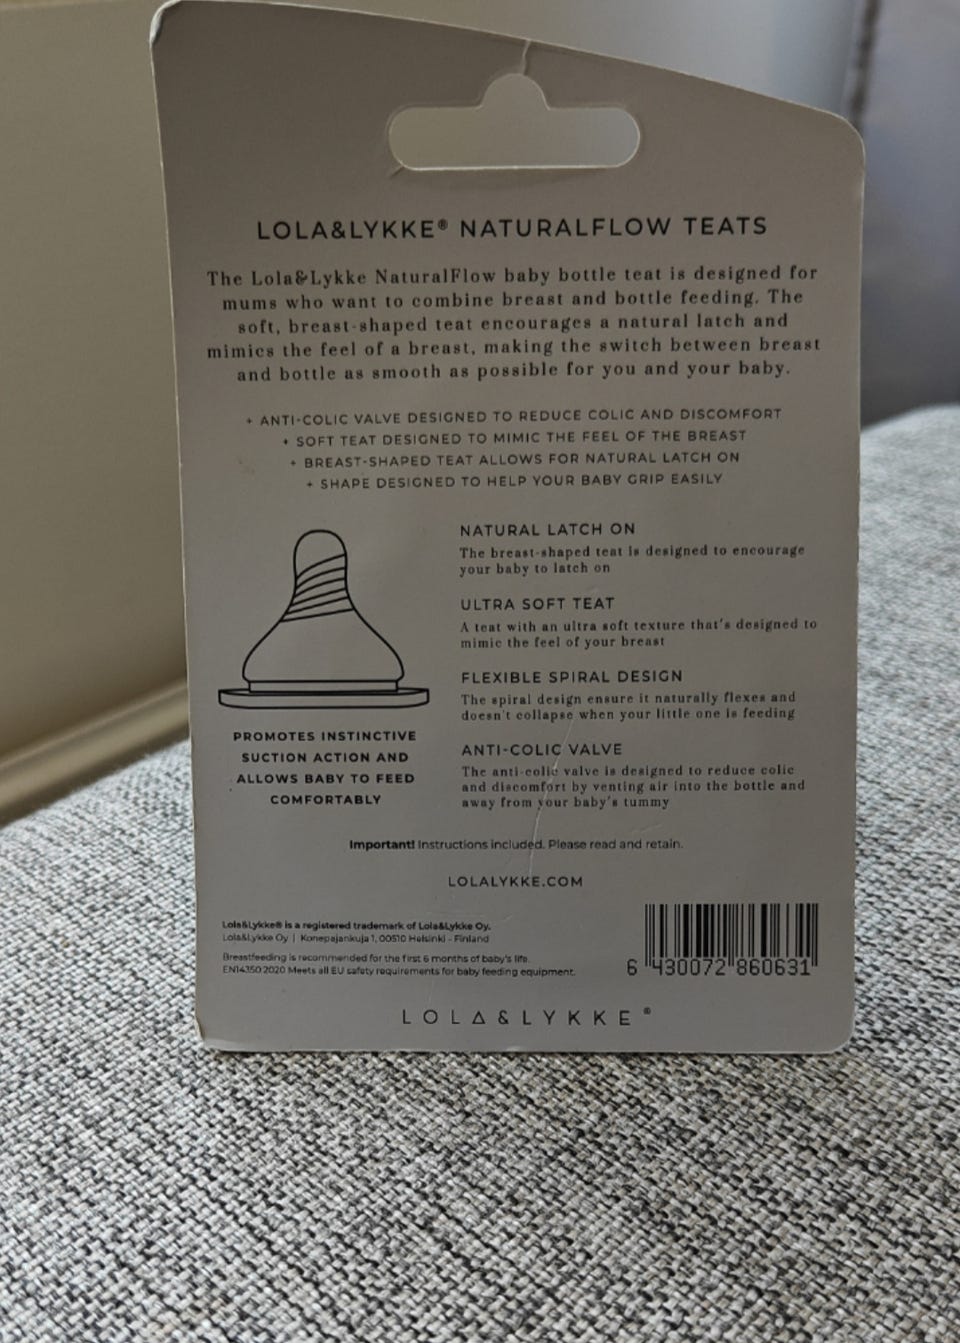 LOLA&LYKKE® NATURALFLOW TEATS
The Lola&Lykke NaturalFlow baby bottle teat is designed for
mums who want to combine breast and bottle feeding. The
soft, breast-shaped teat encourages a natural latch and
mimics the feel of a breast, making the switch between breast
and bottle as smooth as possible for you and your baby.
+ ANTI-COLIC VALVE DESIGNED TO REDUCE COLIC AND DISCOMFORT
+ SOFT TEAT DESIGNED TO MIMIC THE FEEL OF THE BREAST
+ BREAST-SHAPED TEAT ALLOWS FOR NATURAL LATCH ON
+ SHAPE DESIGNED TO HELP YOUR BABY GRIP EASILY
PROMOTES INSTINCTIVE
SUCTION ACTION AND
ALLOWS BABY TO FEED
COMFORTABLY
NATURAL LATCH ON
The breast-shaped teat is designed to encourage
your baby to latch on
ULTRA SOFT TEAT
A teat with an ultra soft texture that's designed to
mimic the feel of your breast
FLEXIBLE SPIRAL DESIGN
The spiral design ensure it naturally flexes and
doesn't collapse when your little one is feeding
ANTI-COLIC VALVE
The anti-colic valve is designed to reduce colic
and discomfort by venting air into the bottle and
away from your baby's tummy
Important! Instructions included. Please read and retain.
LOLALYKKE.COM
Lola&Lykke® is a registered trademark of Lola&Lykke Oy.
Lola&Lykke Oy | Konepajankuja 1, 00510 Helsinki - Finland
Breastfeeding is recommended for the first 6 months of baby's life.
EN14350:2020 Meets all EU safety requirements for baby feeding equipment.
6 430072 860631
LOLA&LYKKE®